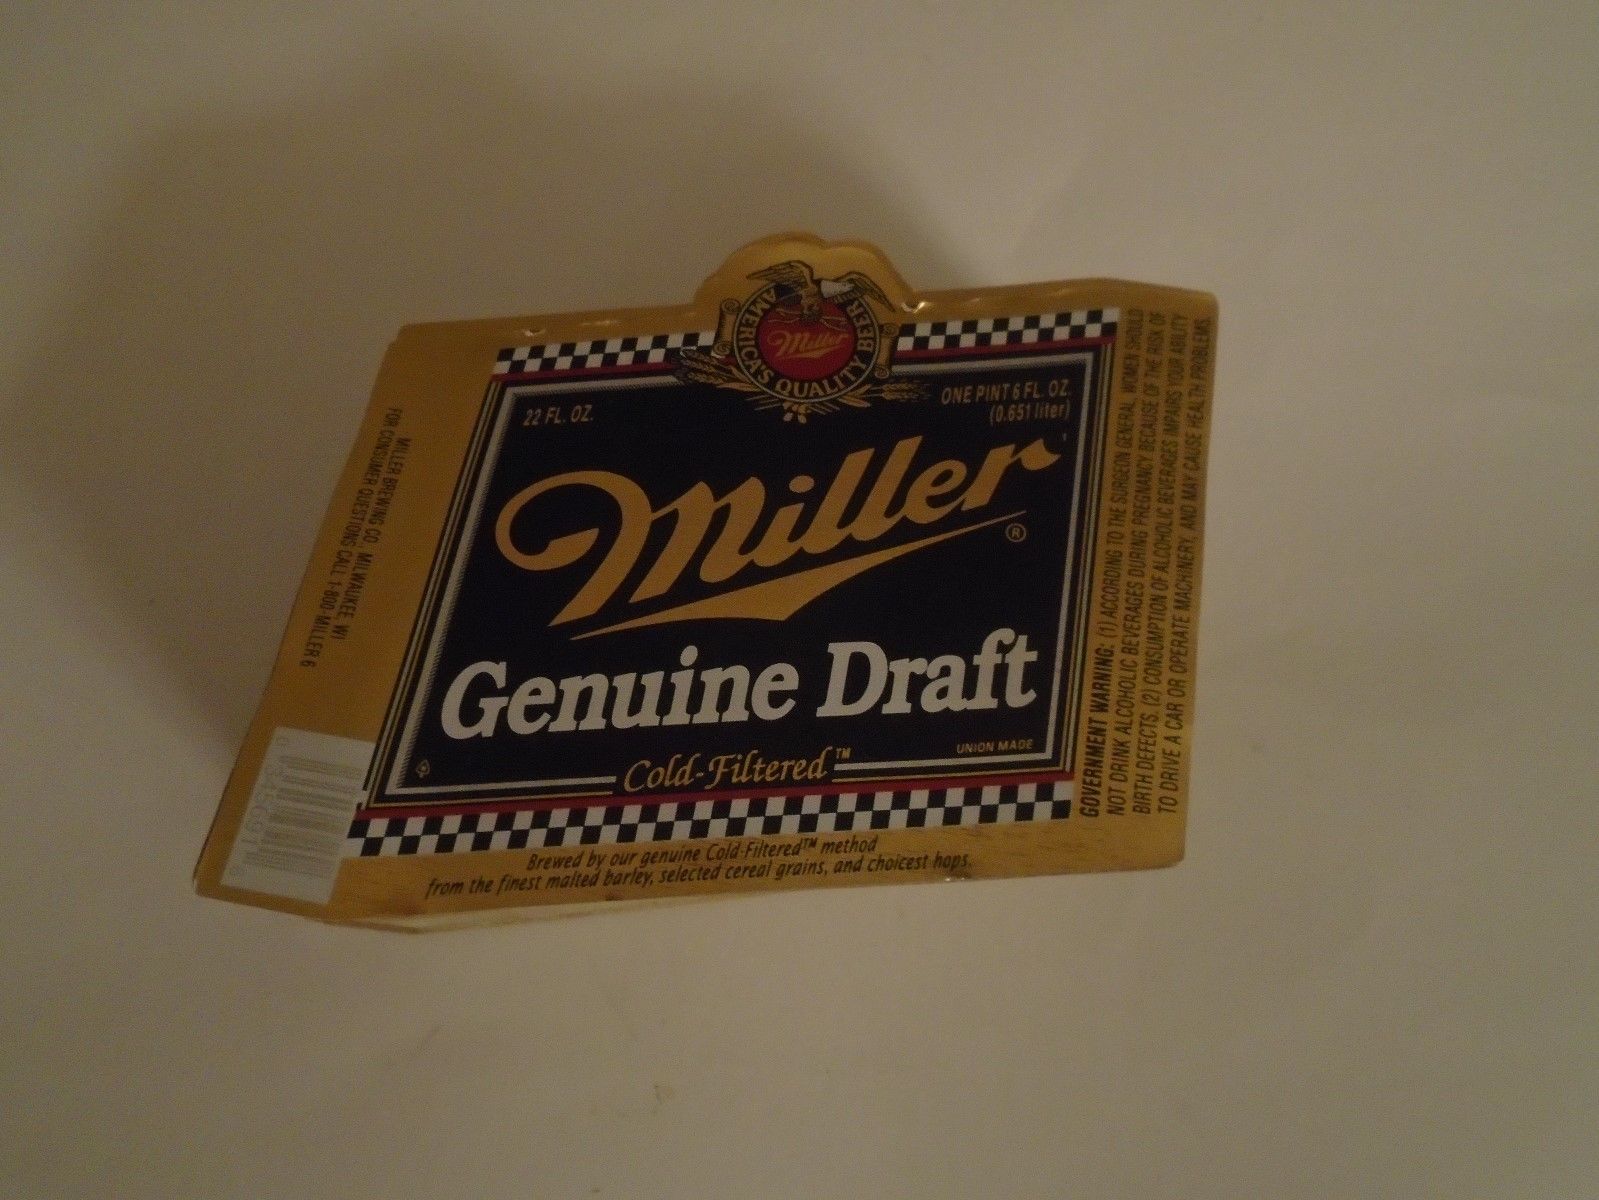 AMERICA'S QUALITY BEER
Miller
22 FL. OZ.
ONE PINT 6 FL. OZ.
(0.651 liter)
Miller
®
Genuine Draft
Cold-Filtered™
UNION MADE
Brewed by our genuine Cold-Filtered™ method
from the finest malted barley, selected cereal grains, and choicest hops.
MILLER BREWING CO. MILWAUKEE, WI
FOR CONSUMER QUESTIONS CALL 1-800-MILLER 6
GOVERNMENT WARNING: (1) ACCORDING TO THE SURGEON GENERAL, WOMEN SHOULD
NOT DRINK ALCOHOLIC BEVERAGES DURING PREGNANCY BECAUSE OF THE RISK OF
BIRTH DEFECTS. (2) CONSUMPTION OF ALCOHOLIC BEVERAGES IMPAIRS YOUR ABILITY
TO DRIVE A CAR OR OPERATE MACHINERY, AND MAY CAUSE HEALTH PROBLEMS.